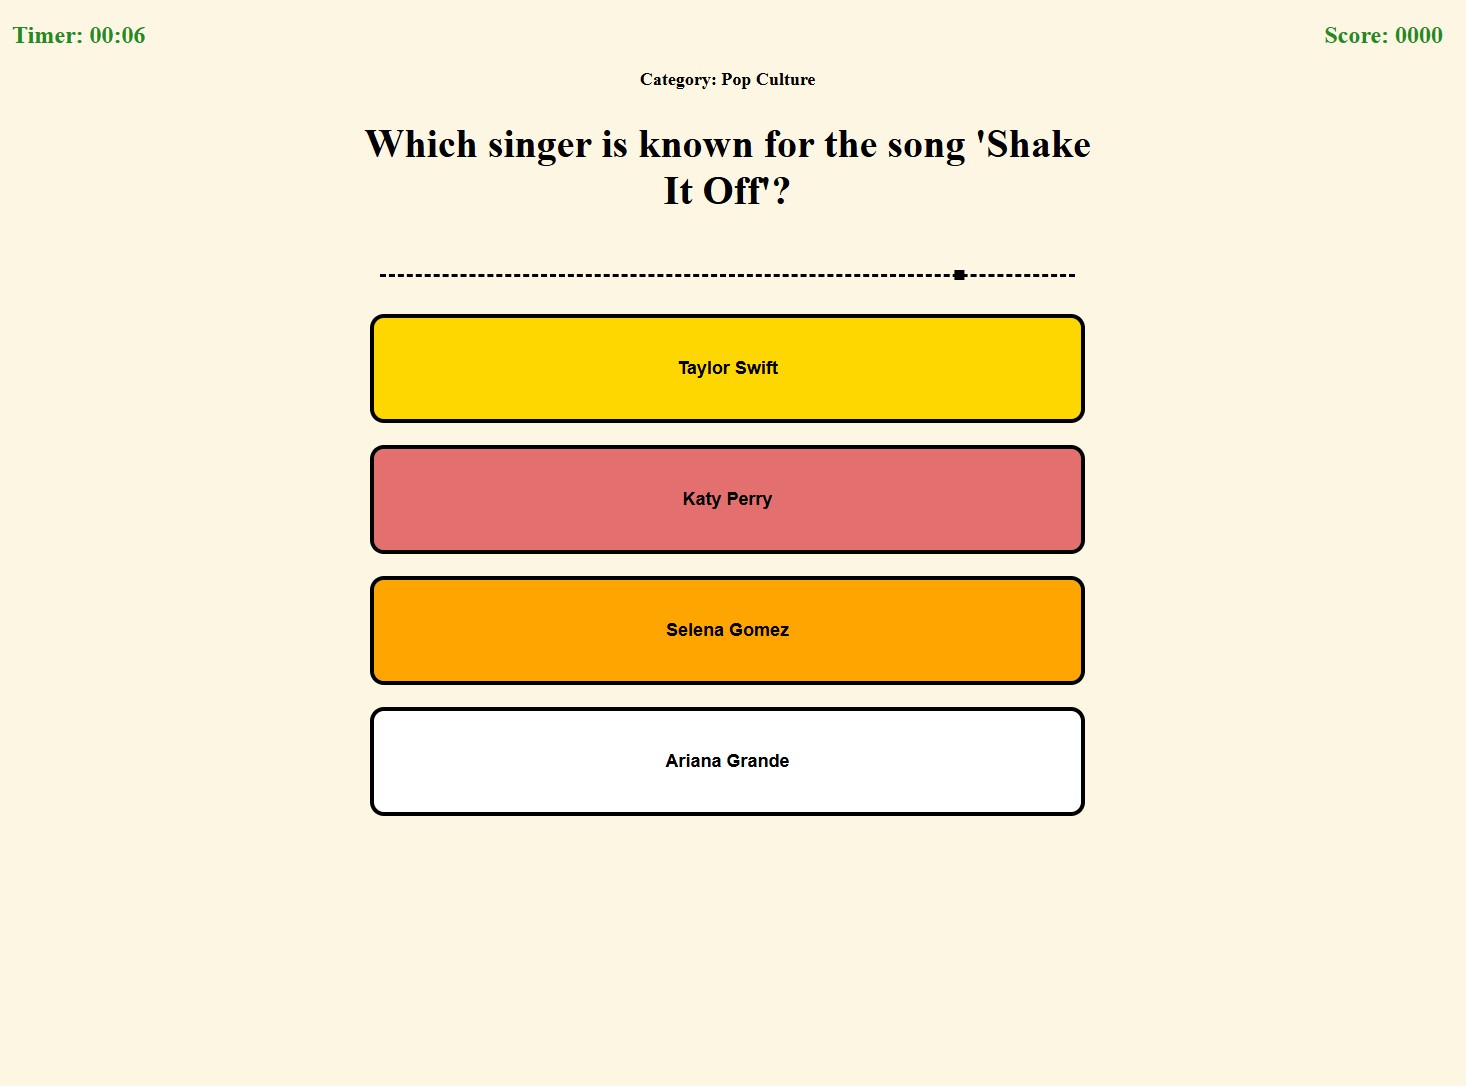 Timer: 00:06
Score: 0000
Category: Pop Culture
Which singer is known for the song 'Shake
It Off'?
Taylor Swift
Katy Perry
Selena Gomez
Ariana Grande